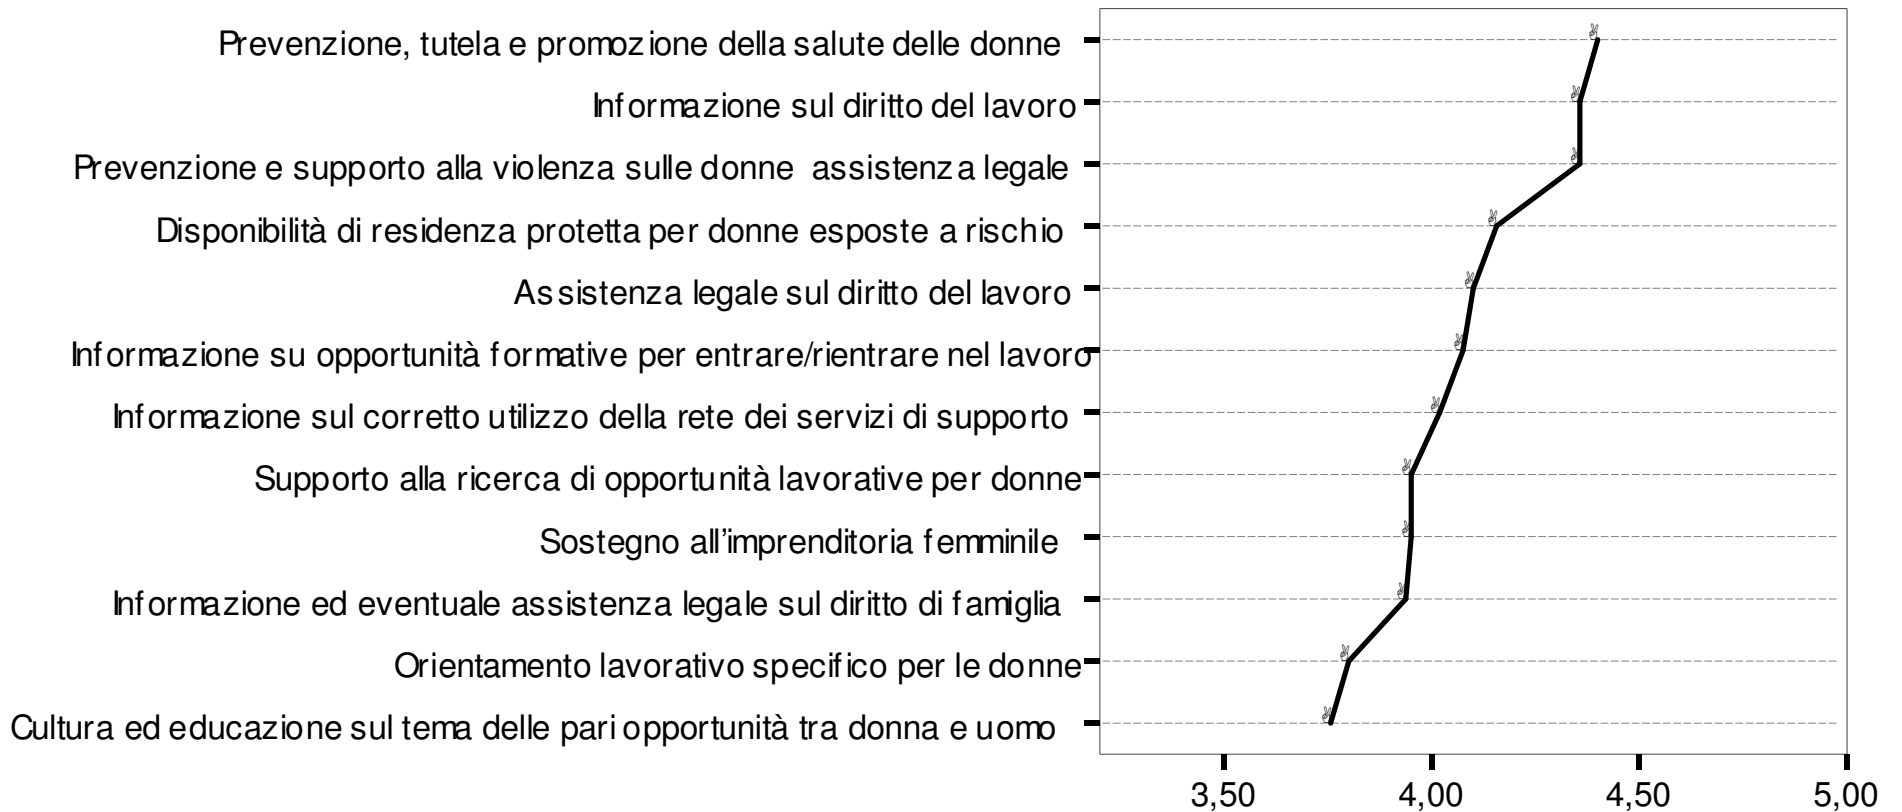 Prevenzione, tutela e promozione della salute delle donne
Informazione sul diritto del lavoro
Prevenzione e supporto alla violenza sulle donne assistenza legale
Disponibilità di residenza protetta per donne esposte a rischio
Assistenza legale sul diritto del lavoro
Informazione su opportunità formative per entrare/rientrare nel lavoro
Informazione sul corretto utilizzo della rete dei servizi di supporto
Supporto alla ricerca di opportunità lavorative per donne
Sostegno all’imprenditoria femminile
Informazione ed eventuale assistenza legale sul diritto di famiglia
Orientamento lavorativo specifico per le donne
Cultura ed educazione sul tema delle pari opportunità tra donna e uomo
3,50 4,00 4,50 5,00